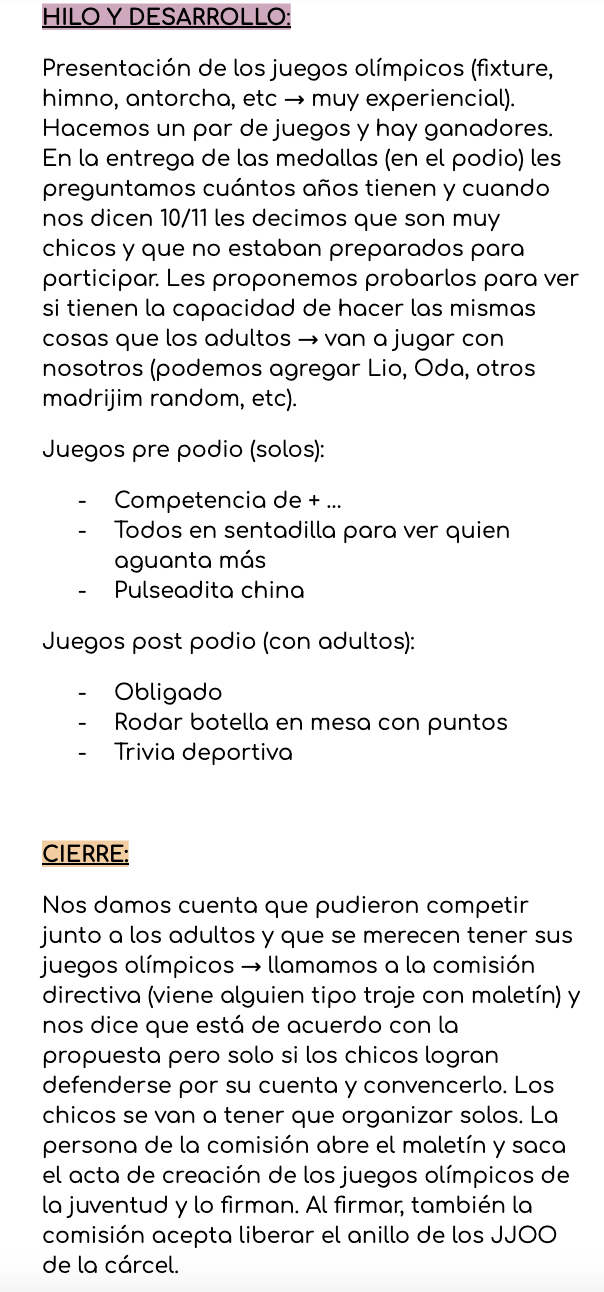 HILO Y DESARROLLO:
Presentación de los juegos olímpicos (fixture,
himno, antorcha, etc → muy experiencial).
Hacemos un par de juegos y hay ganadores.
En la entrega de las medallas (en el podio) les
preguntamos cuántos años tienen y cuando
nos dicen 10/11 les decimos que son muy
chicos y que no estaban preparados para
participar. Les proponemos probarlos para ver
si tienen la capacidad de hacer las mismas
cosas que los adultos → van a jugar con
nosotros (podemos agregar Lio, Oda, otros
madrijim random, etc).
Juegos pre podio (solos):
- Competencia de + ...
- Todos en sentadilla para ver quien
aguanta más
- Pulseadita china
Juegos post podio (con adultos):
- Obligado
- Rodar botella en mesa con puntos
- Trivia deportiva
CIERRE:
Nos damos cuenta que pudieron competir
junto a los adultos y que se merecen tener sus
juegos olímpicos → llamamos a la comisión
directiva (viene alguien tipo traje con maletín) y
nos dice que está de acuerdo con la
propuesta pero solo si los chicos logran
defenderse por su cuenta y convencerlo. Los
chicos se van a tener que organizar solos. La
persona de la comisión abre el maletín y saca
el acta de creación de los juegos olímpicos de
la juventud y lo firman. Al firmar, también la
comisión acepta liberar el anillo de los JJOO
de la cárcel.